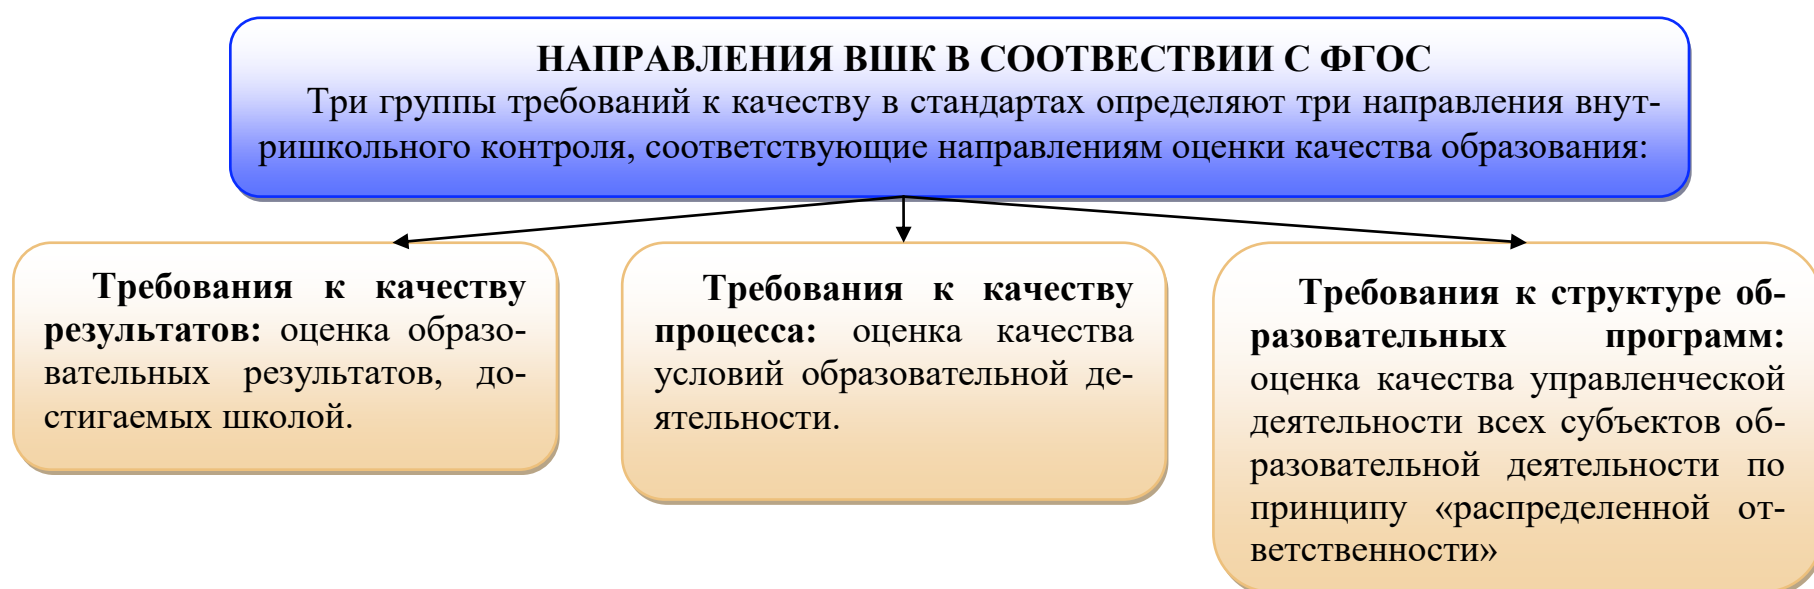 НАПРАВЛЕНИЯ ВШК В СООТВЕСТВИИ С ФГОС
Три группы требований к качеству в стандартах определяют три направления внут-
ришкольного контроля, соответствующие направлениям оценки качества образования:
Требования к качеству
результатов: оценка образо-
вательных результатов, до-
стигаемых школой.
Требования к качеству
процесса: оценка качества
условий образовательной де-
ятельности.
Требования к структуре об-
разовательных программ:
оценка качества управленческой
деятельности всех субъектов об-
разовательной деятельности по
принципу «распределенной от-
ветственности»